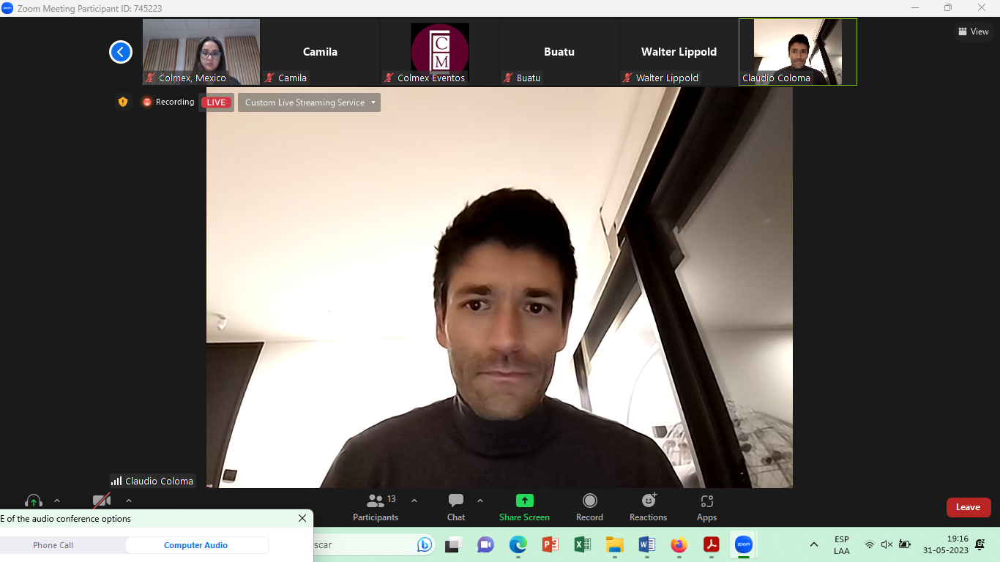 Zoom Meeting Participant ID: 745223
Camila
Buatu
Walter Lippold
C
M
Colmex, Mexico
Camila
Colmex Eventos
Buatu
Walter Lippold
Claudio Coloma
View
Recording
LIVE
Custom Live Streaming Service
Claudio Coloma
13
Participants
Chat
Share Screen
Record
Reactions
Apps
Leave
E of the audio conference options
Phone Call
Computer Audio
scar
zoom
ESP
LAA
19:16
31-05-2023